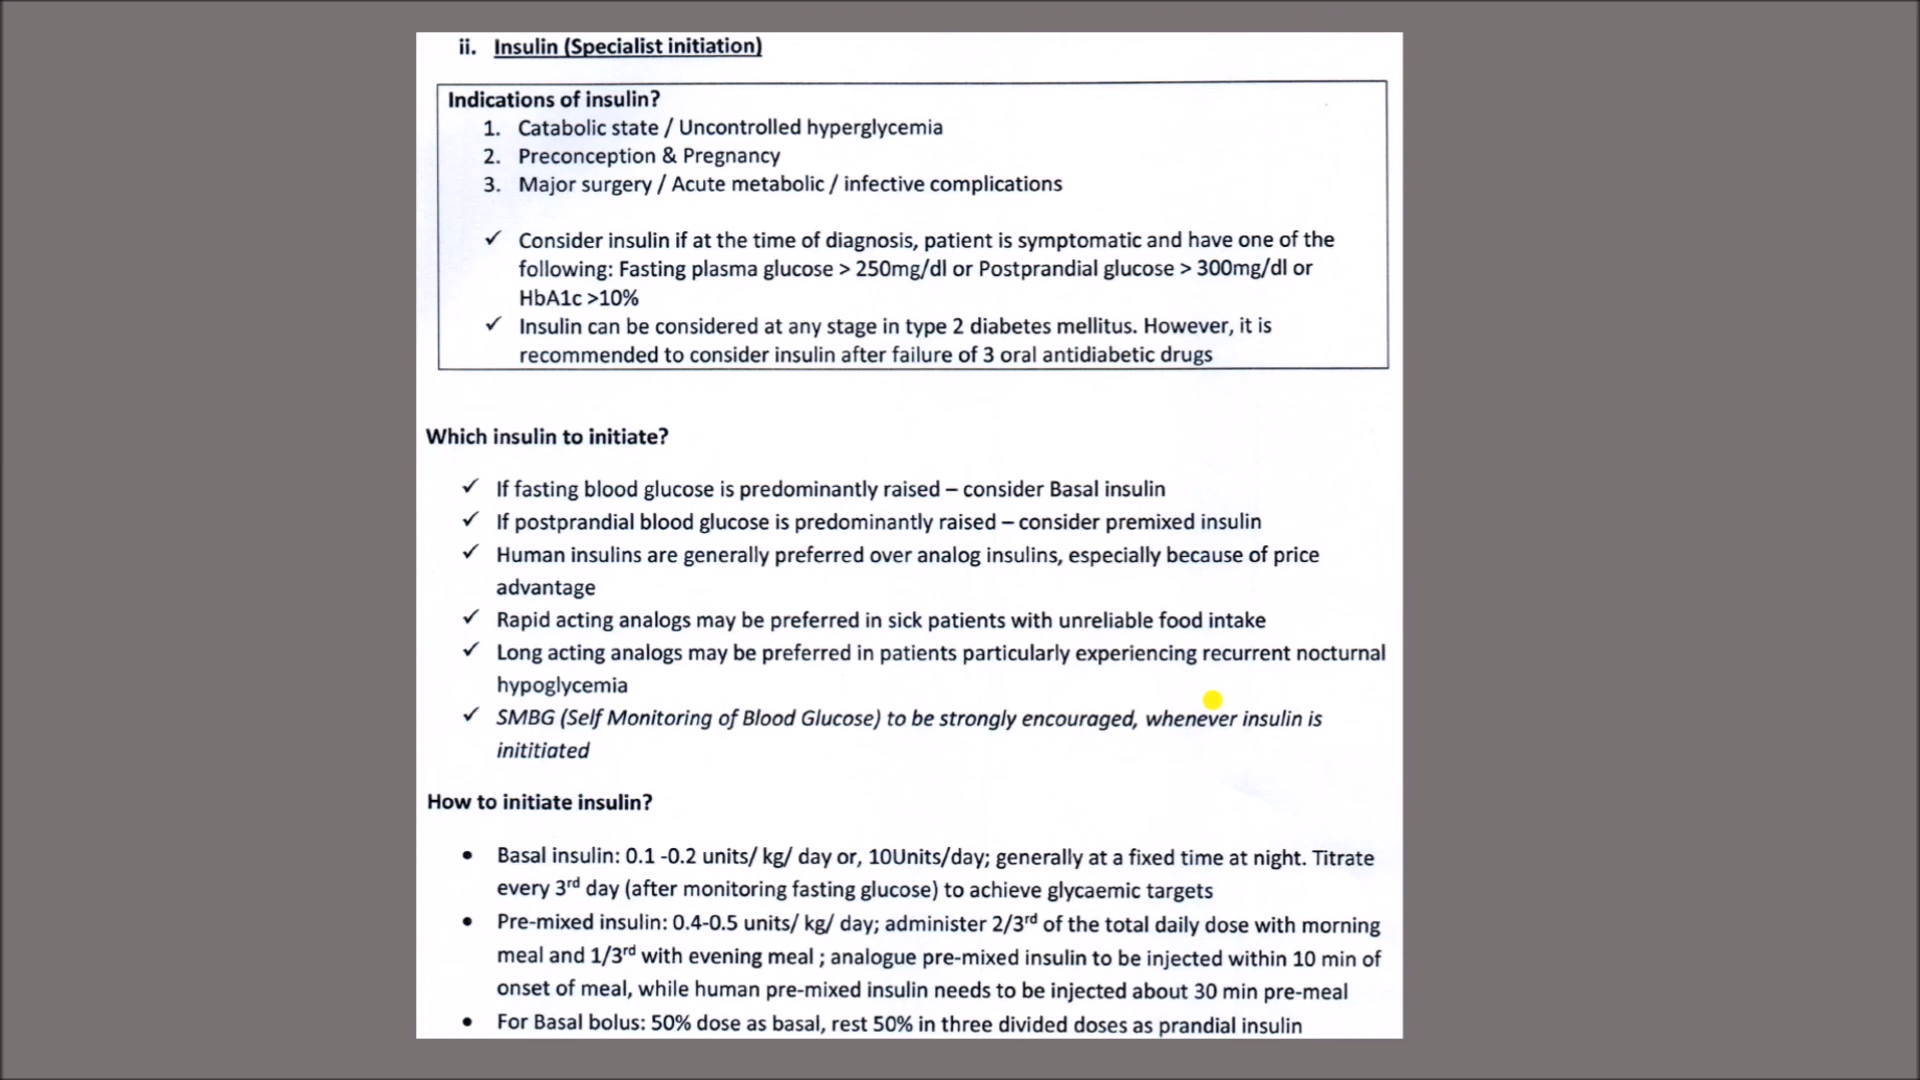 ii. Insulin (Specialist initiation)
Indications of insulin?
1. Catabolic state / Uncontrolled hyperglycemia
2. Preconception & Pregnancy
3. Major surgery / Acute metabolic / infective complications
✓ Consider insulin if at the time of diagnosis, patient is symptomatic and have one of the
following: Fasting plasma glucose > 250mg/dl or Postprandial glucose > 300mg/dl or
HbA1c >10%
✓ Insulin can be considered at any stage in type 2 diabetes mellitus. However, it is
recommended to consider insulin after failure of 3 oral antidiabetic drugs
Which insulin to initiate?
✓ If fasting blood glucose is predominantly raised – consider Basal insulin
✓ If postprandial blood glucose is predominantly raised – consider premixed insulin
✓ Human insulins are generally preferred over analog insulins, especially because of price
advantage
✓ Rapid acting analogs may be preferred in sick patients with unreliable food intake
✓ Long acting analogs may be preferred in patients particularly experiencing recurrent nocturnal
hypoglycemia
✓ SMBG (Self Monitoring of Blood Glucose) to be strongly encouraged, whenever insulin is
inititiated
How to initiate insulin?
• Basal insulin: 0.1 -0.2 units/ kg/ day or, 10Units/day; generally at a fixed time at night. Titrate
every 3rd day (after monitoring fasting glucose) to achieve glycaemic targets
• Pre-mixed insulin: 0.4-0.5 units/ kg/ day; administer 2/3rd of the total daily dose with morning
meal and 1/3rd with evening meal ; analogue pre-mixed insulin to be injected within 10 min of
onset of meal, while human pre-mixed insulin needs to be injected about 30 min pre-meal
• For Basal bolus: 50% dose as basal, rest 50% in three divided doses as prandial insulin